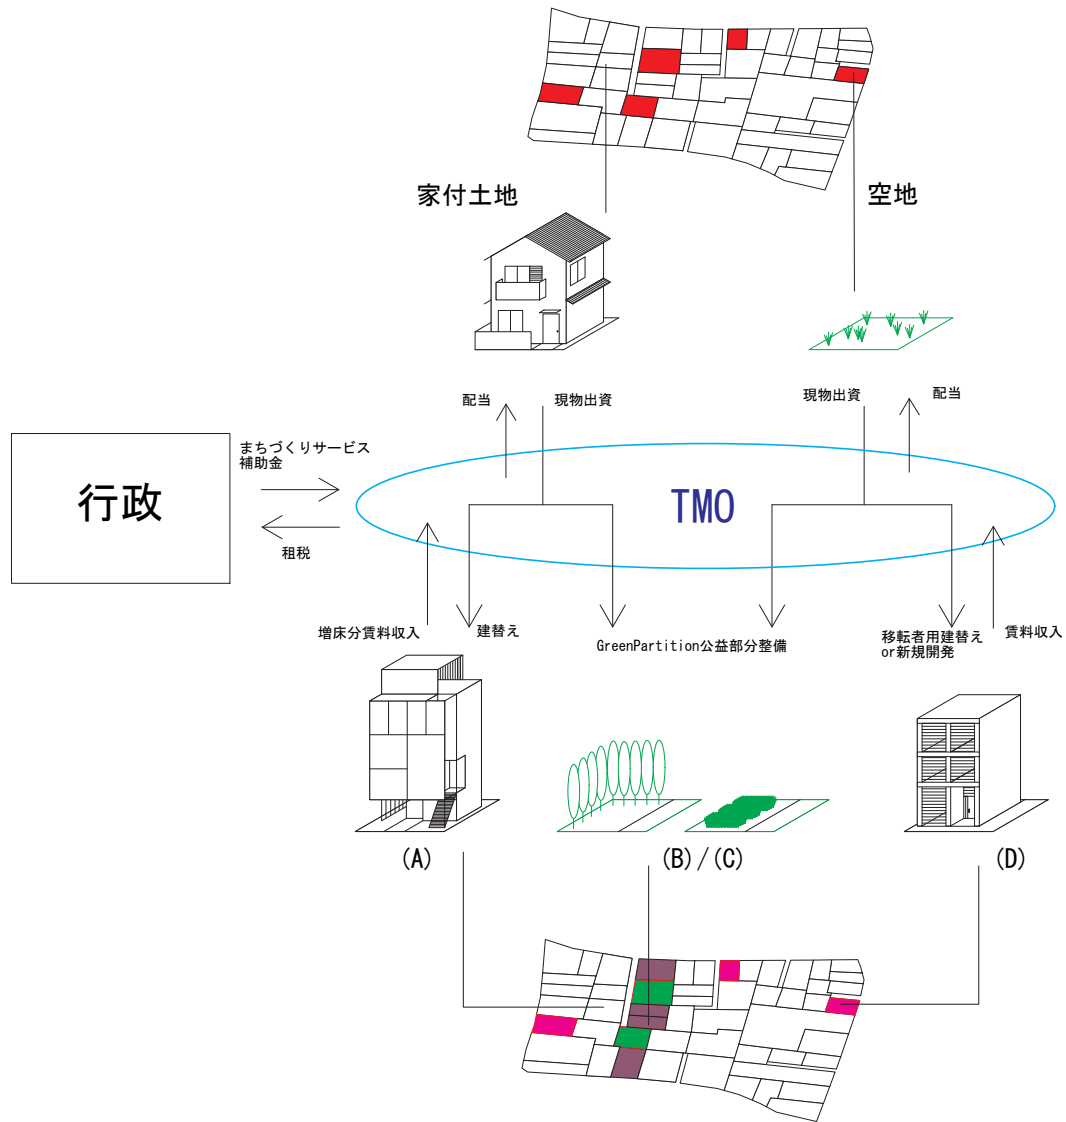 家付土地
空地
配当
現物出資
現物出資
配当
行政
まちづくりサービス
補助金
租税
TMO
増床分賃料収入
建替え
GreenPartition公益部分整備
移転者用建替え
or新規開発
賃料収入
(A)
(B)/(C)
(D)